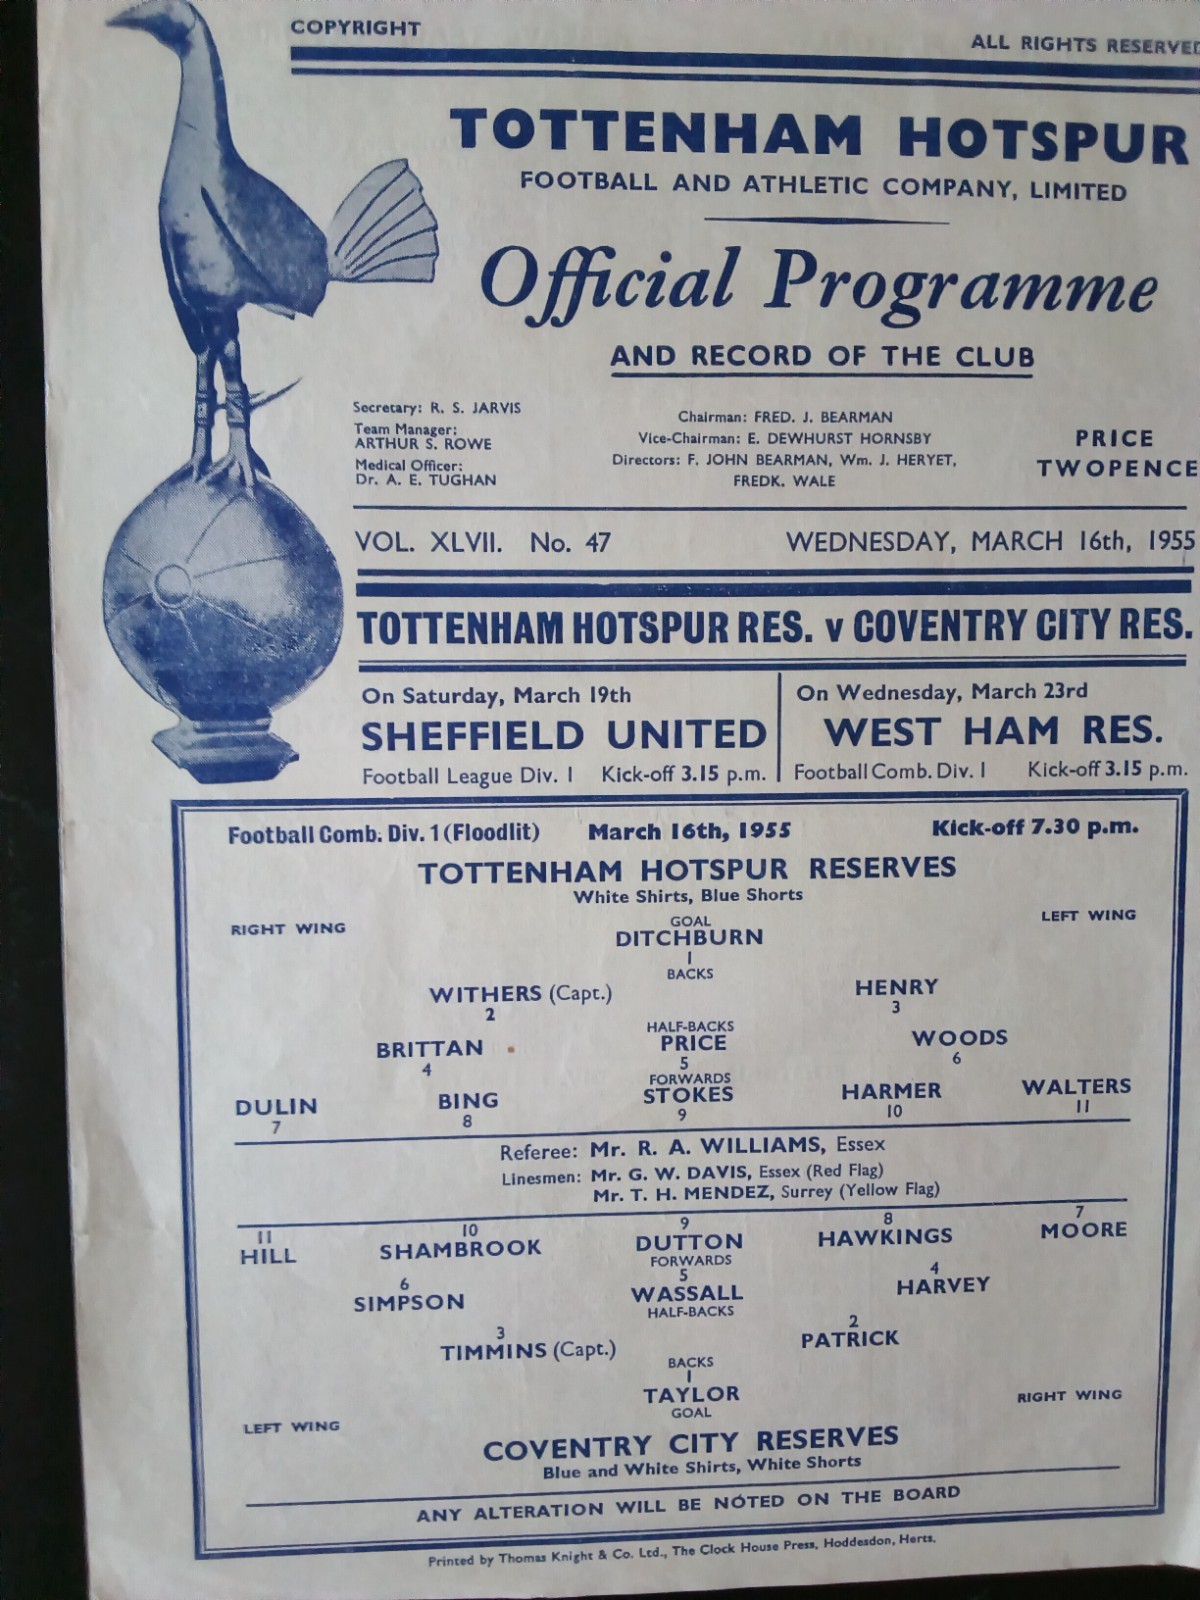 COPYRIGHT
ALL RIGHTS RESERVED
TOTTENHAM HOTSPUR
FOOTBALL AND ATHLETIC COMPANY, LIMITED
Official Programme
AND RECORD OF THE CLUB
Secretary: R. S. JARVIS
Team Manager:
ARTHUR S. ROWE
Medical Officer:
Dr. A. E. TUGHAN
Chairman: FRED. J. BEARMAN
Vice-Chairman: E. DEWHURST HORNSBY
Directors: F. JOHN BEARMAN, Wm. J. HERYET,
FREDK. WALE
PRICE
TWOPENCE
VOL. XLVII. No. 47 WEDNESDAY, MARCH 16th, 1955
TOTTENHAM HOTSPUR RES. v COVENTRY CITY RES.
On Saturday, March 19th
SHEFFIELD UNITED
Football League Div. 1 Kick-off 3.15 p.m.
On Wednesday, March 23rd
WEST HAM RES.
Football Comb. Div. 1 Kick-off 3.15 p.m.
Football Comb. Div. 1 (Floodlit) March 16th, 1955 Kick-off 7.30 p.m.
TOTTENHAM HOTSPUR RESERVES
White Shirts, Blue Shorts
RIGHT WING GOAL LEFT WING
DITCHBURN
1
BACKS
WITHERS (Capt.) HENRY
2 3
HALF-BACKS
BRITTAN PRICE WOODS
4 5 6
FORWARDS
DULIN BING STOKES HARMER WALTERS
7 8 9 10 11
Referee: Mr. R. A. WILLIAMS, Essex
Linesmen: Mr. G. W. DAVIS, Essex (Red Flag)
Mr. T. H. MENDEZ, Surrey (Yellow Flag)
11 10 9 8 7
HILL SHAMBROOK DUTTON HAWKINGS MOORE
FORWARDS
6 5 4
SIMPSON WASSALL HARVEY
HALF-BACKS
3 2
TIMMINS (Capt.) PATRICK
BACKS
1
TAYLOR
GOAL
LEFT WING RIGHT WING
COVENTRY CITY RESERVES
Blue and White Shirts, White Shorts
ANY ALTERATION WILL BE NOTED ON THE BOARD
Printed by Thomas Knight & Co. Ltd., The Clock House Press, Hoddesdon, Herts.